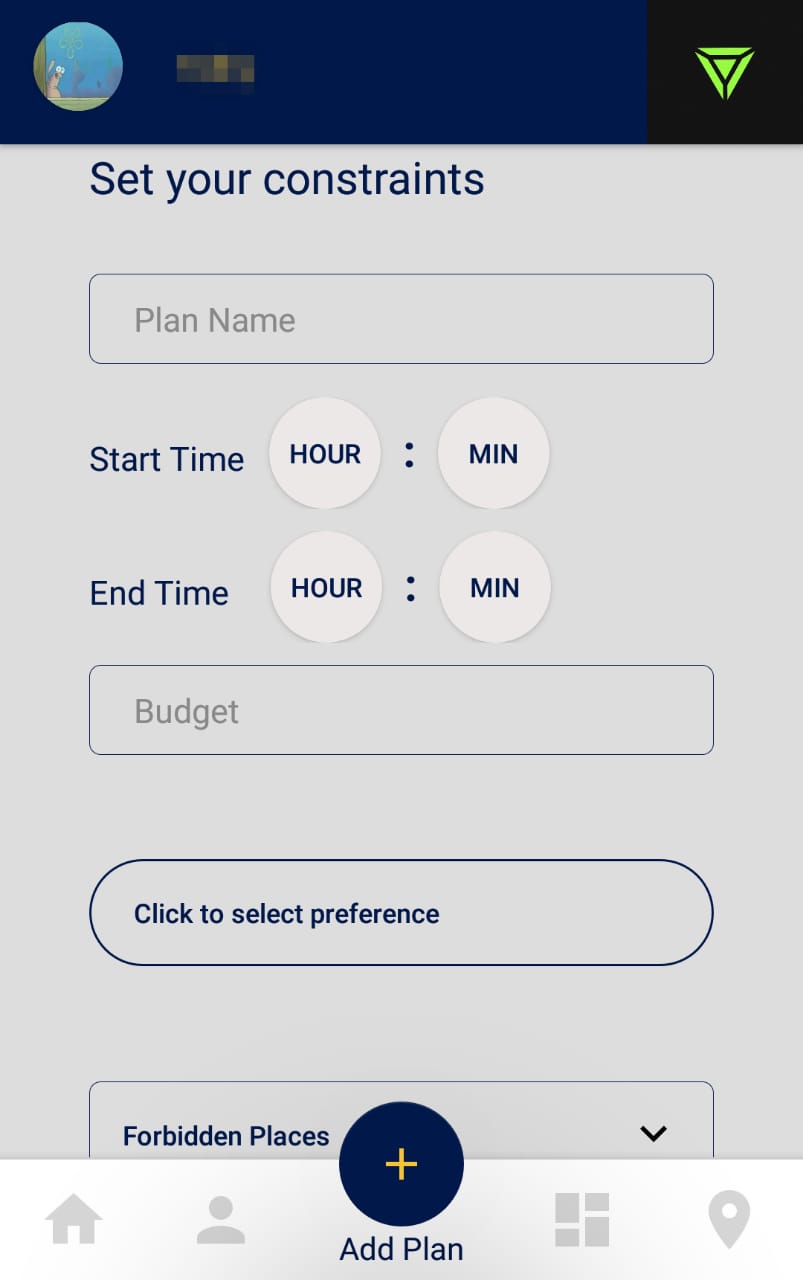 Set your constraints
Plan Name
Start Time HOUR : MIN
End Time HOUR : MIN
Budget
Click to select preference
Forbidden Places
+
Add Plan